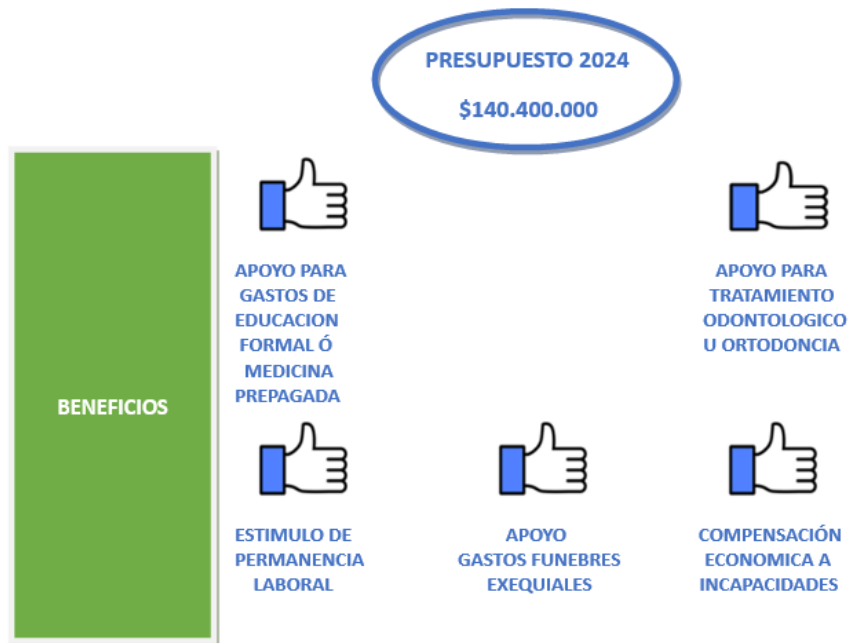 PRESUPUESTO 2024
$140.400.000
BENEFICIOS
APOYO PARA
GASTOS DE
EDUCACION
FORMAL Ó
MEDICINA
PREPAGADA
APOYO PARA
TRATAMIENTO
ODONTOLOGICO
U ORTODONCIA
ESTIMULO DE
PERMANENCIA
LABORAL
APOYO
GASTOS FUNEBRES
EXEQUIALES
COMPENSACIÓN
ECONOMICA A
INCAPACIDADES